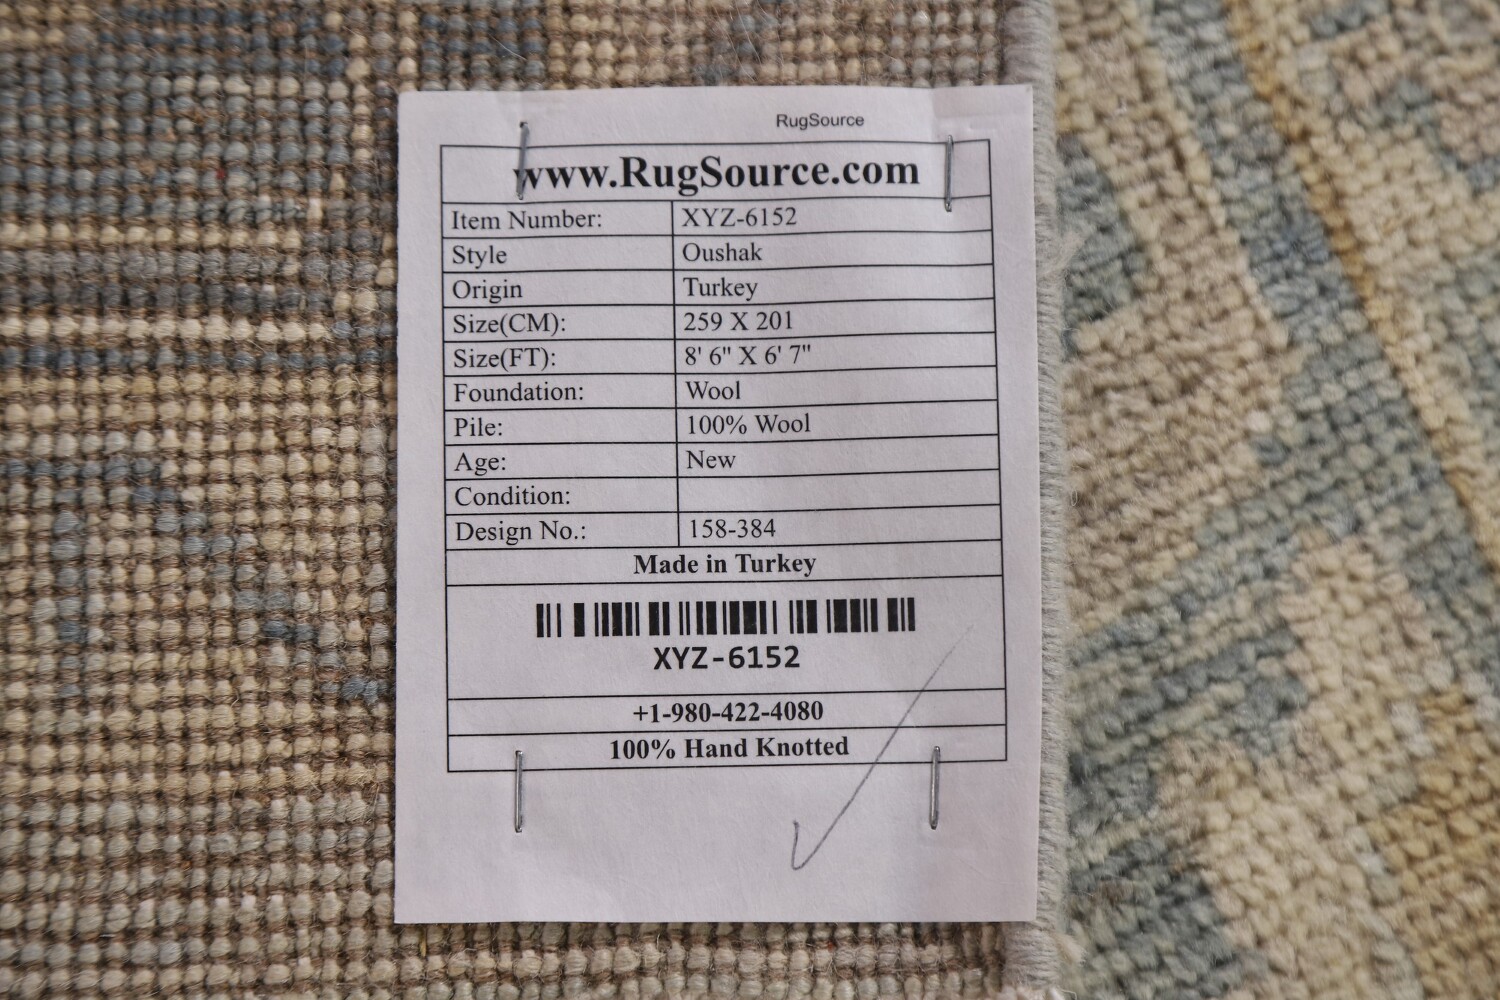 RugSource
www.RugSource.com
Item Number: XYZ-6152
Style Oushak
Origin Turkey
Size(CM): 259 X 201
Size(FT): 8' 6" X 6' 7"
Foundation: Wool
Pile: 100% Wool
Age: New
Condition:
Design No.: 158-384
Made in Turkey
XYZ-6152
+1-980-422-4080
100% Hand Knotted